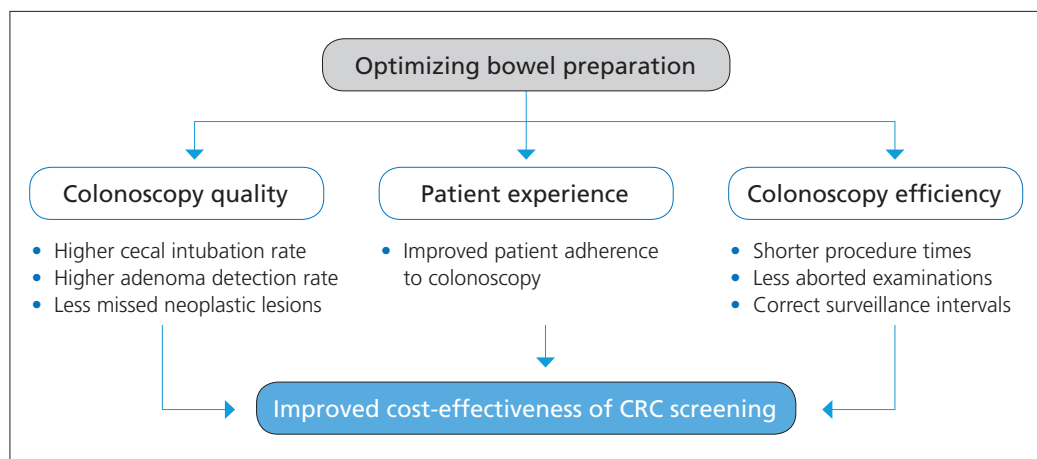 Optimizing bowel preparation
Colonoscopy quality
• Higher cecal intubation rate
• Higher adenoma detection rate
• Less missed neoplastic lesions
Patient experience
• Improved patient adherence
to colonoscopy
Colonoscopy efficiency
• Shorter procedure times
• Less aborted examinations
• Correct surveillance intervals
Improved cost-effectiveness of CRC screening